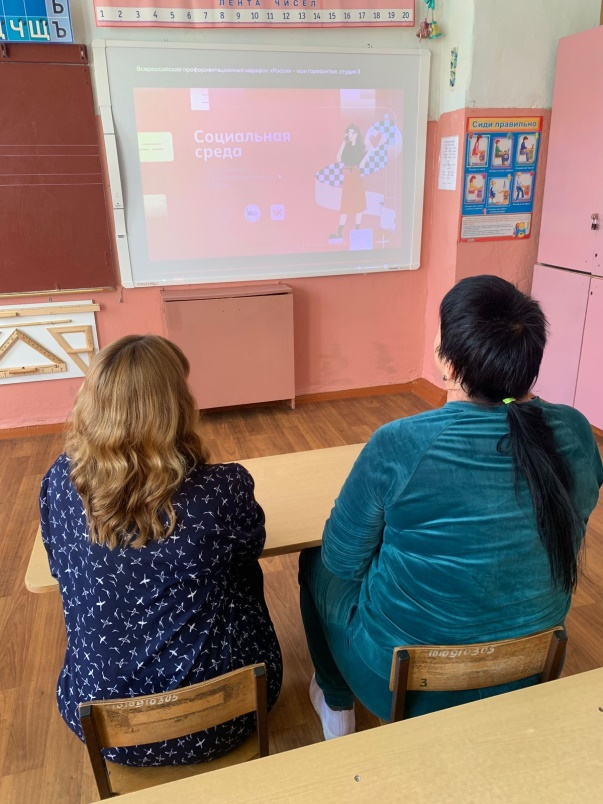 ЛЕНТА ЧИСЕЛ
1 2 3 4 5 6 7 8 9 10 11 12 13 14 15 16 17 18 19 20
Ъ
Ц Ч Щ Ь
Всероссийский профориентационный марафон «Россия – мои горизонты», студия
Социальная
среда
Сиди правильно
3